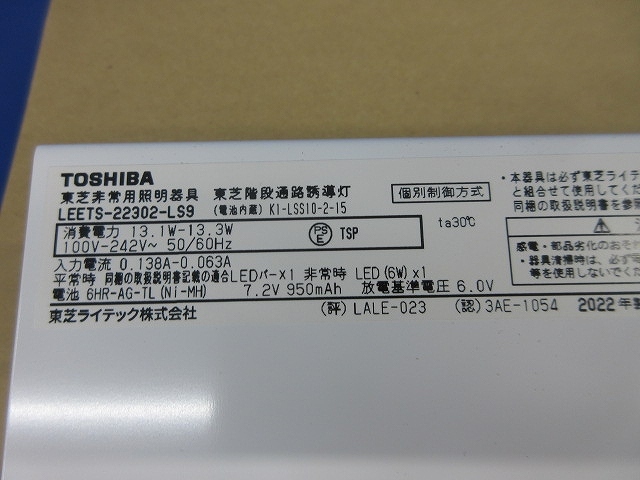 TOSHIBA
東芝非常用照明器具 東芝階段通路誘導灯
LEETS-22302-LS9 (電池内蔵) K1-LSS10-2-15
個別制御方式
消費電力 13.1W-13.3W
100V-242V~ 50/60Hz
PS E TSP
ta30℃
入力電流 0.138A-0.063A
平常時 同梱の取扱説明書記載の適合LEDバー×1 非常時 LED(6W)×1
電池 6HR-AG-TL(Ni-MH) 7.2V 950mAh 放電基準電圧 6.0V
東芝ライテック株式会社
(評) LALE-023 (認) 3AE-1054 2022年
・本器具は必ず東芝ライテ
と組合せて使用してくだ
同梱の取扱説明書を参
感電・部品劣化のおそ
・器具清掃時は、必ず
等を使用しないでくだ